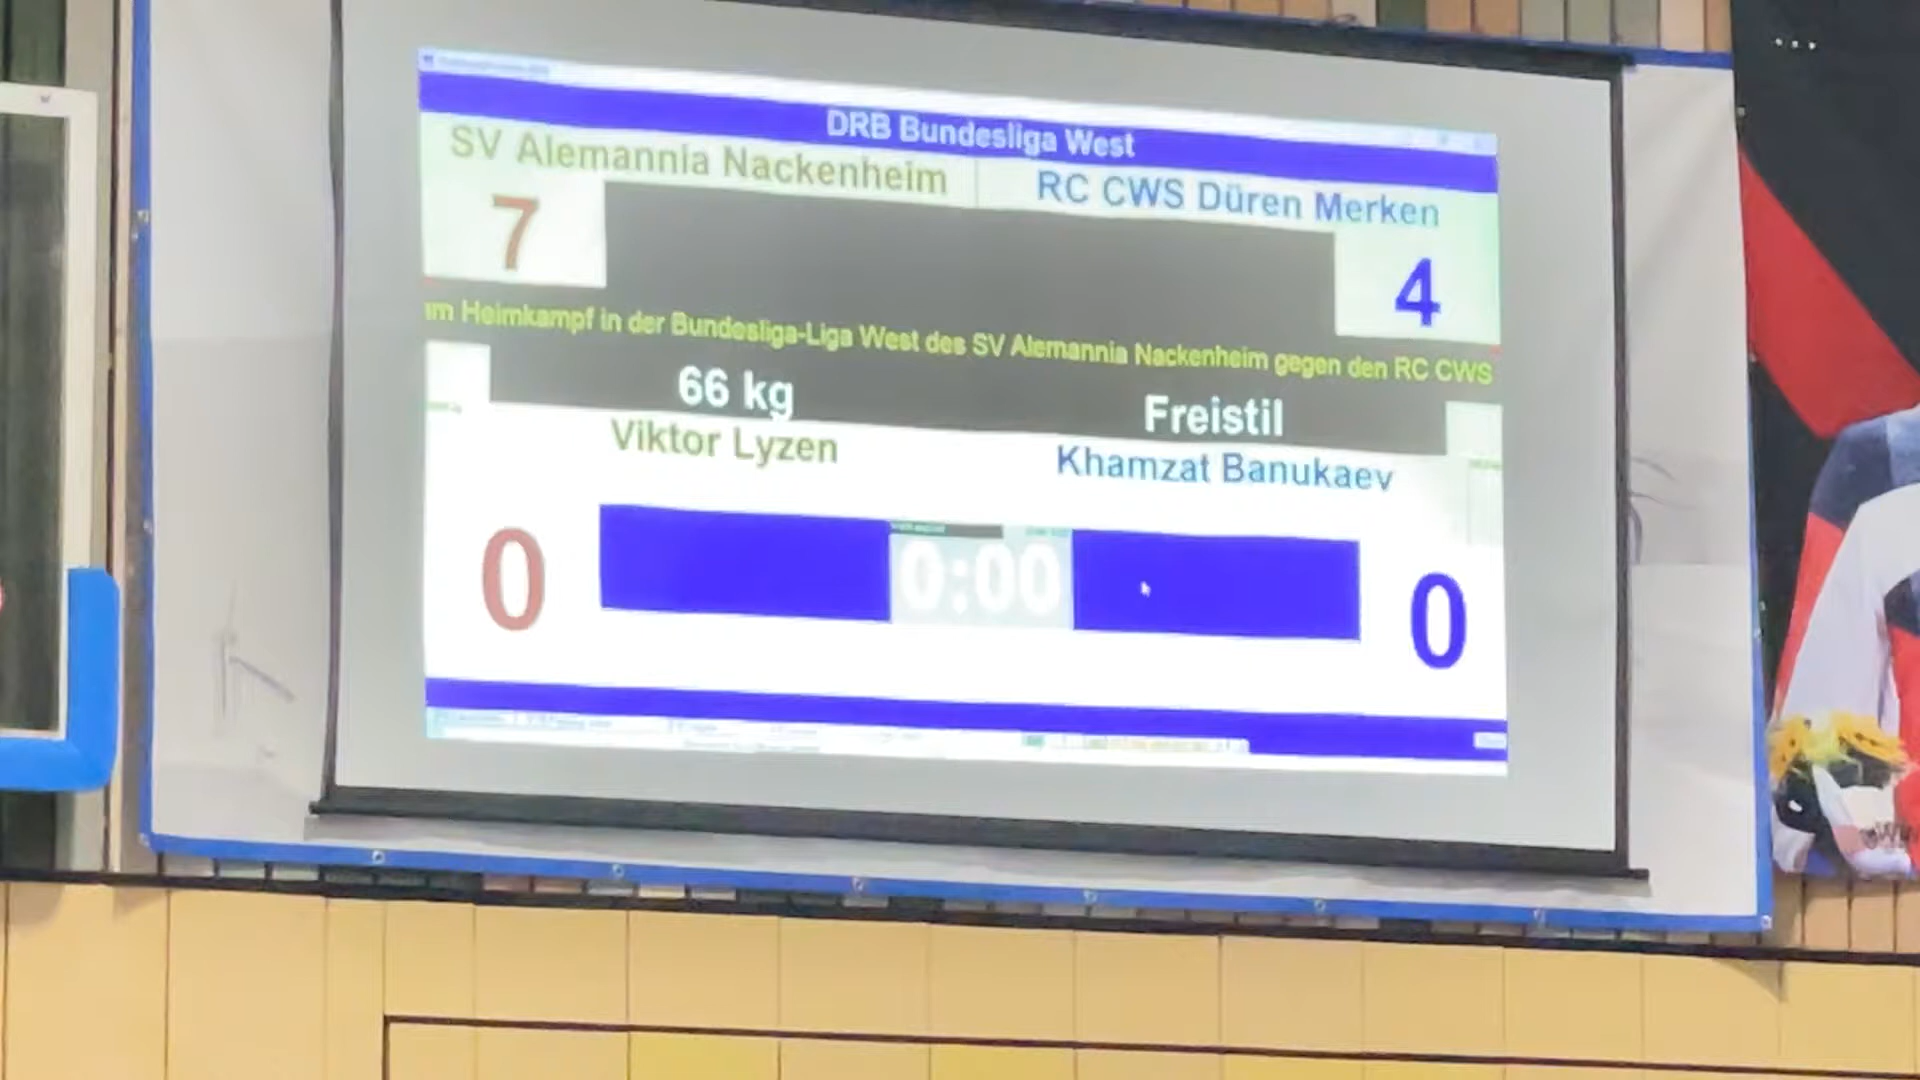 DRB Bundesliga West
SV Alemannia Nackenheim
RC CWS Düren Merken
7
4
im Heimkampf in der Bundesliga-Liga West des SV Alemannia Nackenheim gegen den RC CWS
66 kg
Freistil
Viktor Lyzen
Khamzat Banukaev
0
0:00
0